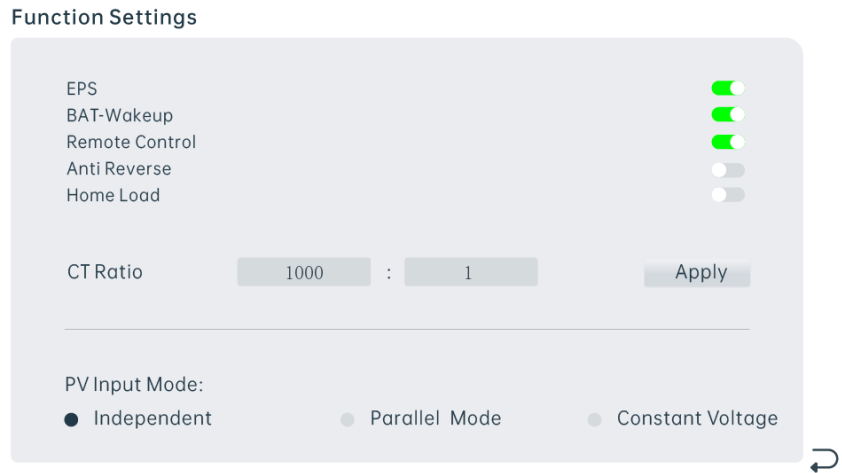 Function Settings
EPS
BAT-Wakeup
Remote Control
Anti Reverse
Home Load
CT Ratio 1000 : 1 Apply
PV Input Mode:
Independent Parallel Mode Constant Voltage